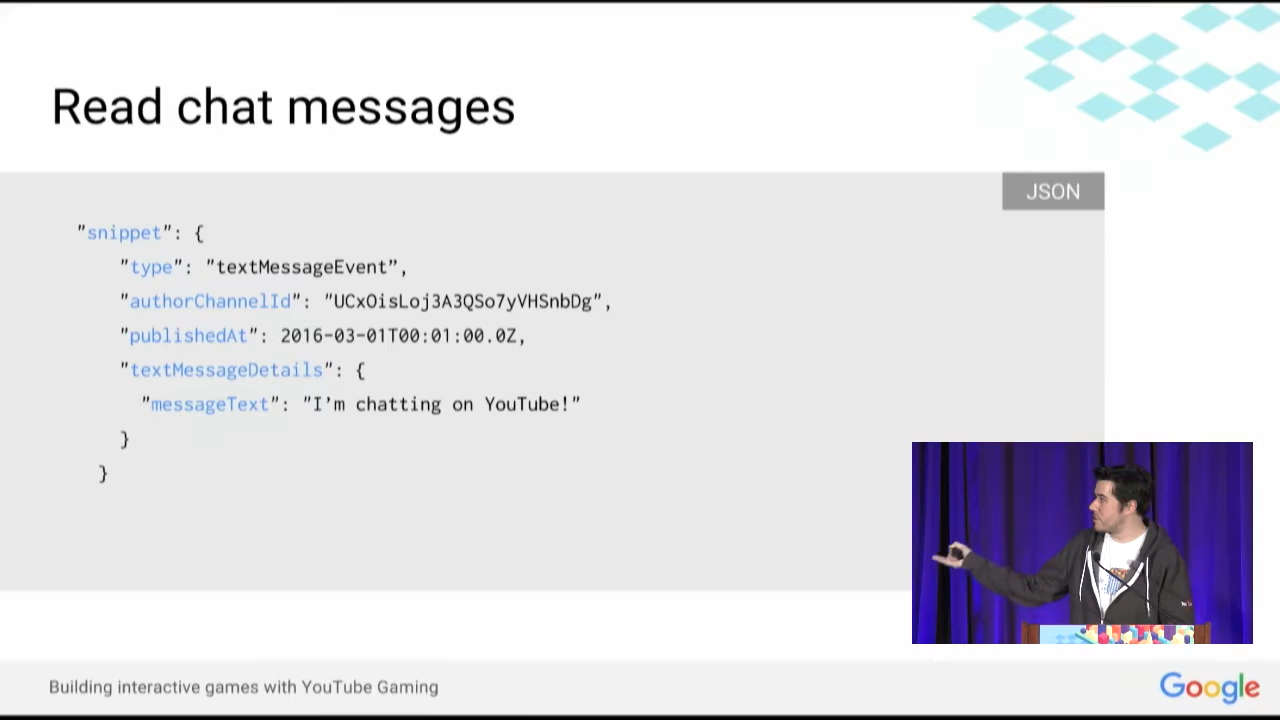 Read chat messages
JSON
"snippet": {
"type": "textMessageEvent”,
"authorChannelId": "UCxOisLoj3A3QSo7yVHSnbDg",
"publishedAt": 2016-03-01T00:01:00.0Z,
"textMessageDetails": {
"messageText": "I’m chatting on YouTube!"
}
}
Building interactive games with YouTube Gaming
Google